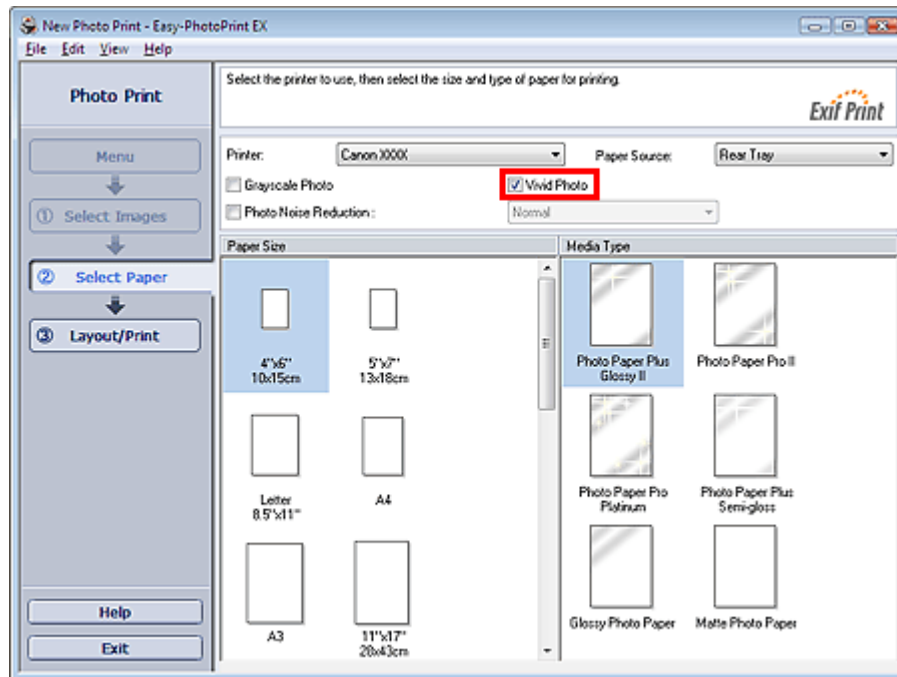 New Photo Print - Easy-PhotoPrint EX
File Edit View Help
Photo Print
Menu
① Select Images
② Select Paper
③ Layout/Print
Help
Exit
Select the printer to use, then select the size and type of paper for printing.
Exif Print
Printer: Canon XXXX Paper Source: Rear Tray
Grayscale Photo Vivid Photo
Photo Noise Reduction : Normal
Paper Size
4"x6"
10x15cm
5"x7"
13x18cm
Letter
8.5"x11"
A4
A3
11"x17"
28x43cm
Media Type
Photo Paper Plus
Glossy II
Photo Paper Pro II
Photo Paper Pro
Platinum
Photo Paper Plus
Semi-gloss
Glossy Photo Paper
Matte Photo Paper